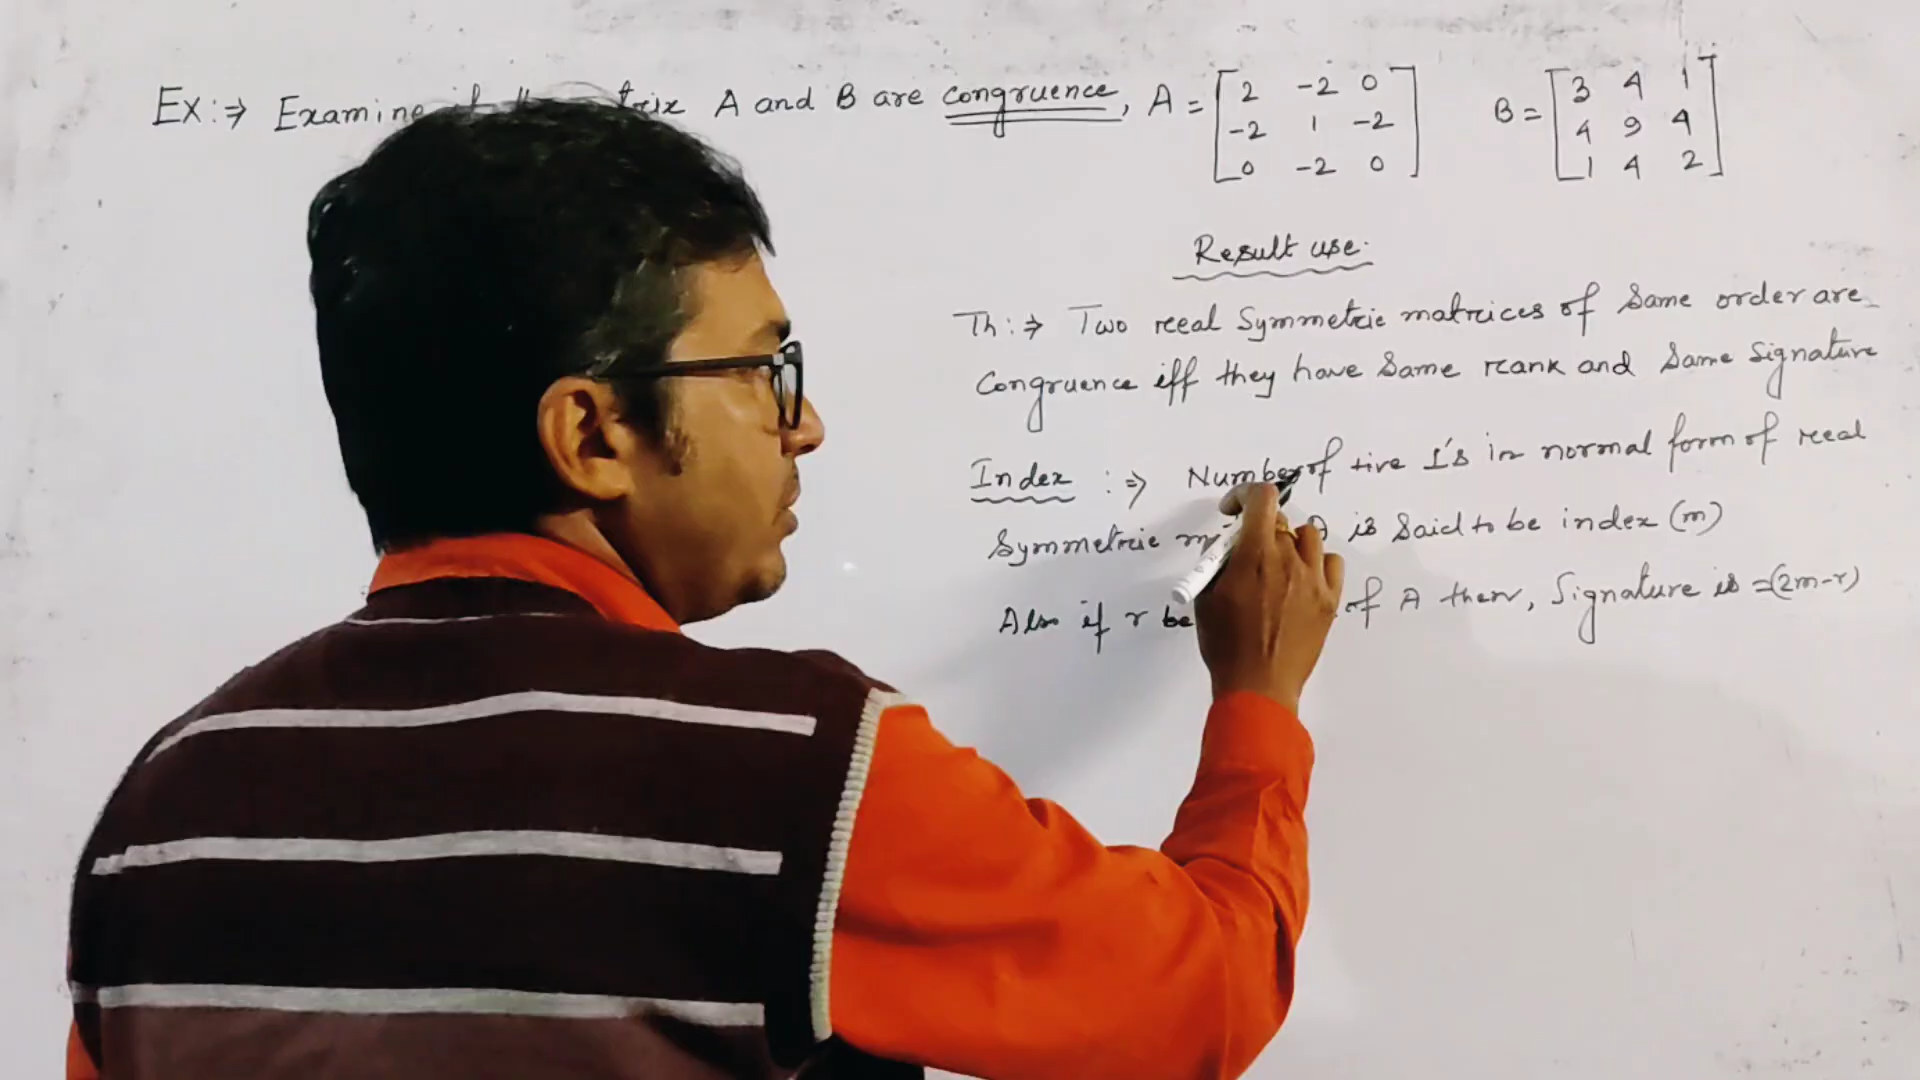 Ex:⇒ Examine if the matrix A and B are congruence, A = [2 -2 0 B = [3 4 1
-2 1 -2 4 9 4
0 -2 0] 1 4 2]
Result use.
Th:⇒ Two real Symmetric matrices of Same order are
Congruence iff they have Same rank and Same Signature
Index :⇒ Number of +ive 1's in normal form of real
Symmetric A is Said to be index (m)
Also if r be of A then, Signature is = (2m-r)